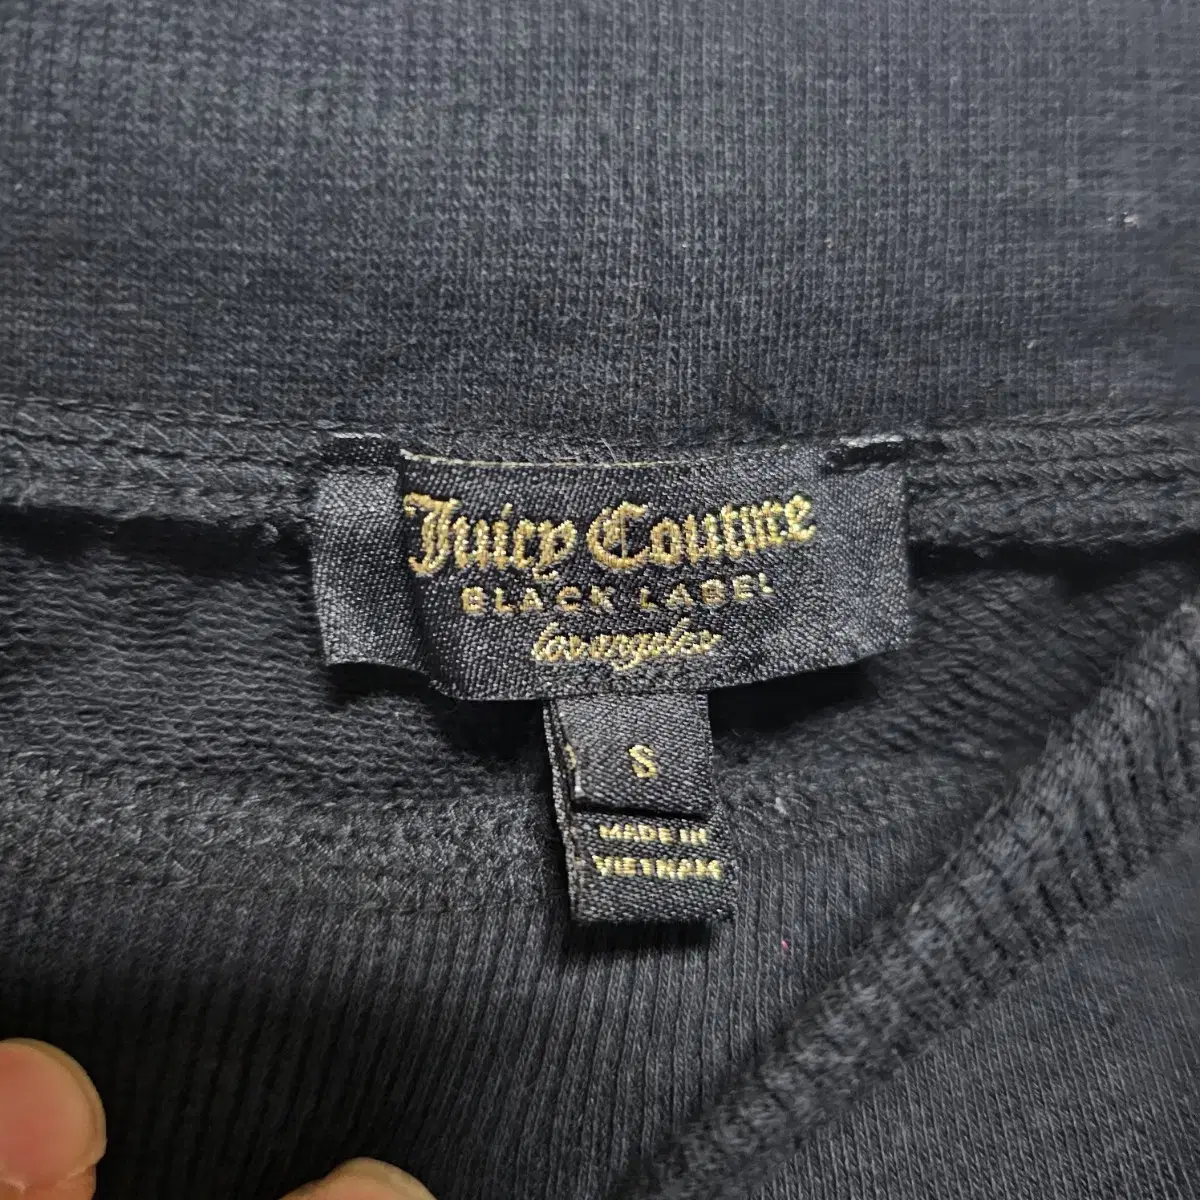 Juicy Couture
BLACK LABEL
los angeles
S
MADE IN
VIETNAM